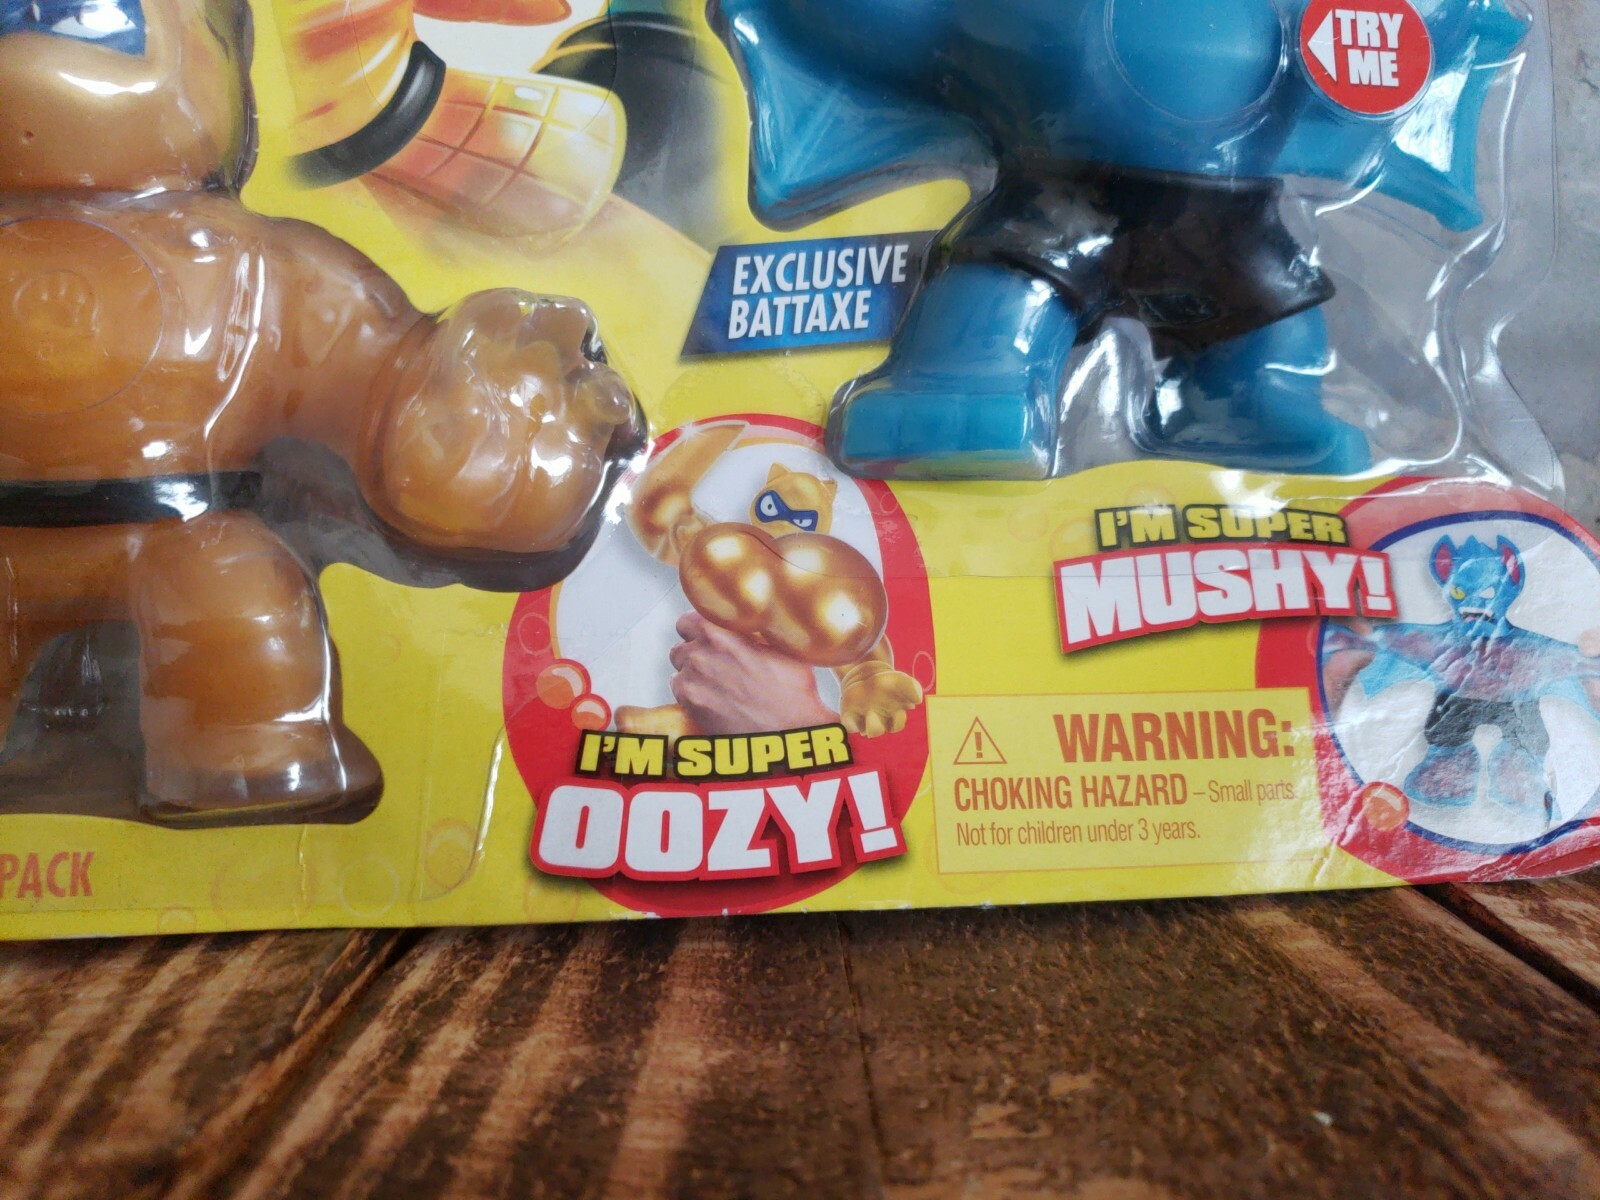 TRY
ME
EXCLUSIVE
BATTAXE
I'M SUPER
MUSHY!
WARNING:
CHOKING HAZARD – Small parts.
Not for children under 3 years.
I'M SUPER
OOZY!
PACK